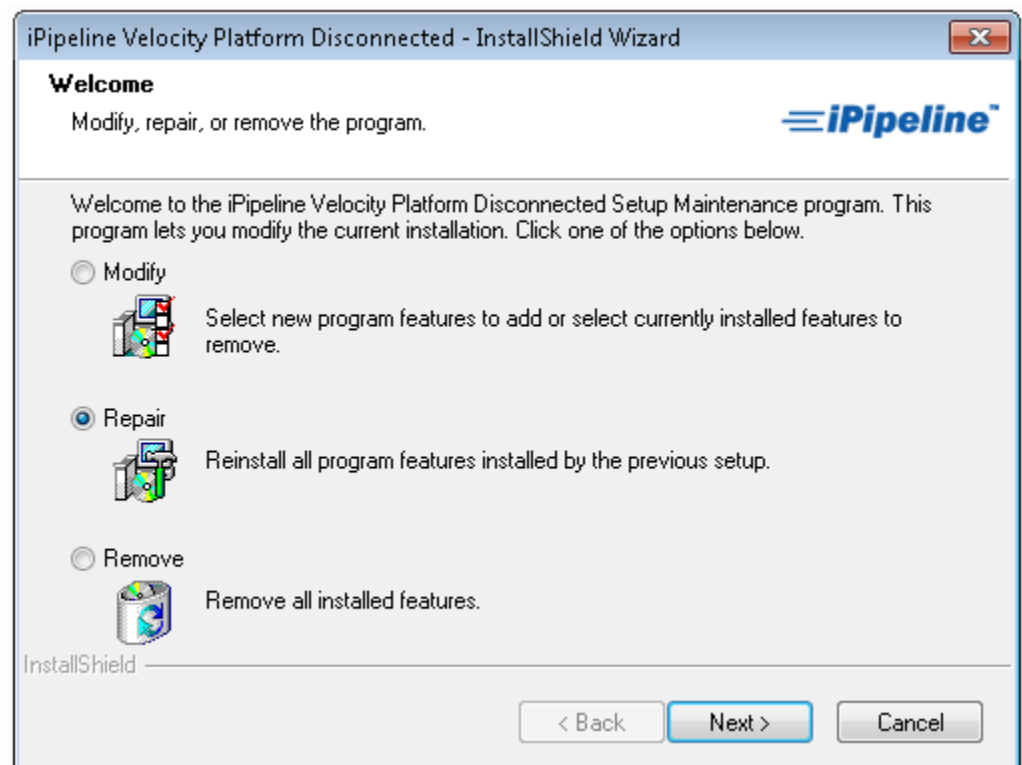 iPipeline Velocity Platform Disconnected - InstallShield Wizard
Welcome
Modify, repair, or remove the program.
iPipeline™
Welcome to the iPipeline Velocity Platform Disconnected Setup Maintenance program. This
program lets you modify the current installation. Click one of the options below.
Modify
Select new program features to add or select currently installed features to
remove.
Repair
Reinstall all program features installed by the previous setup.
Remove
Remove all installed features.
InstallShield
< Back
Next >
Cancel